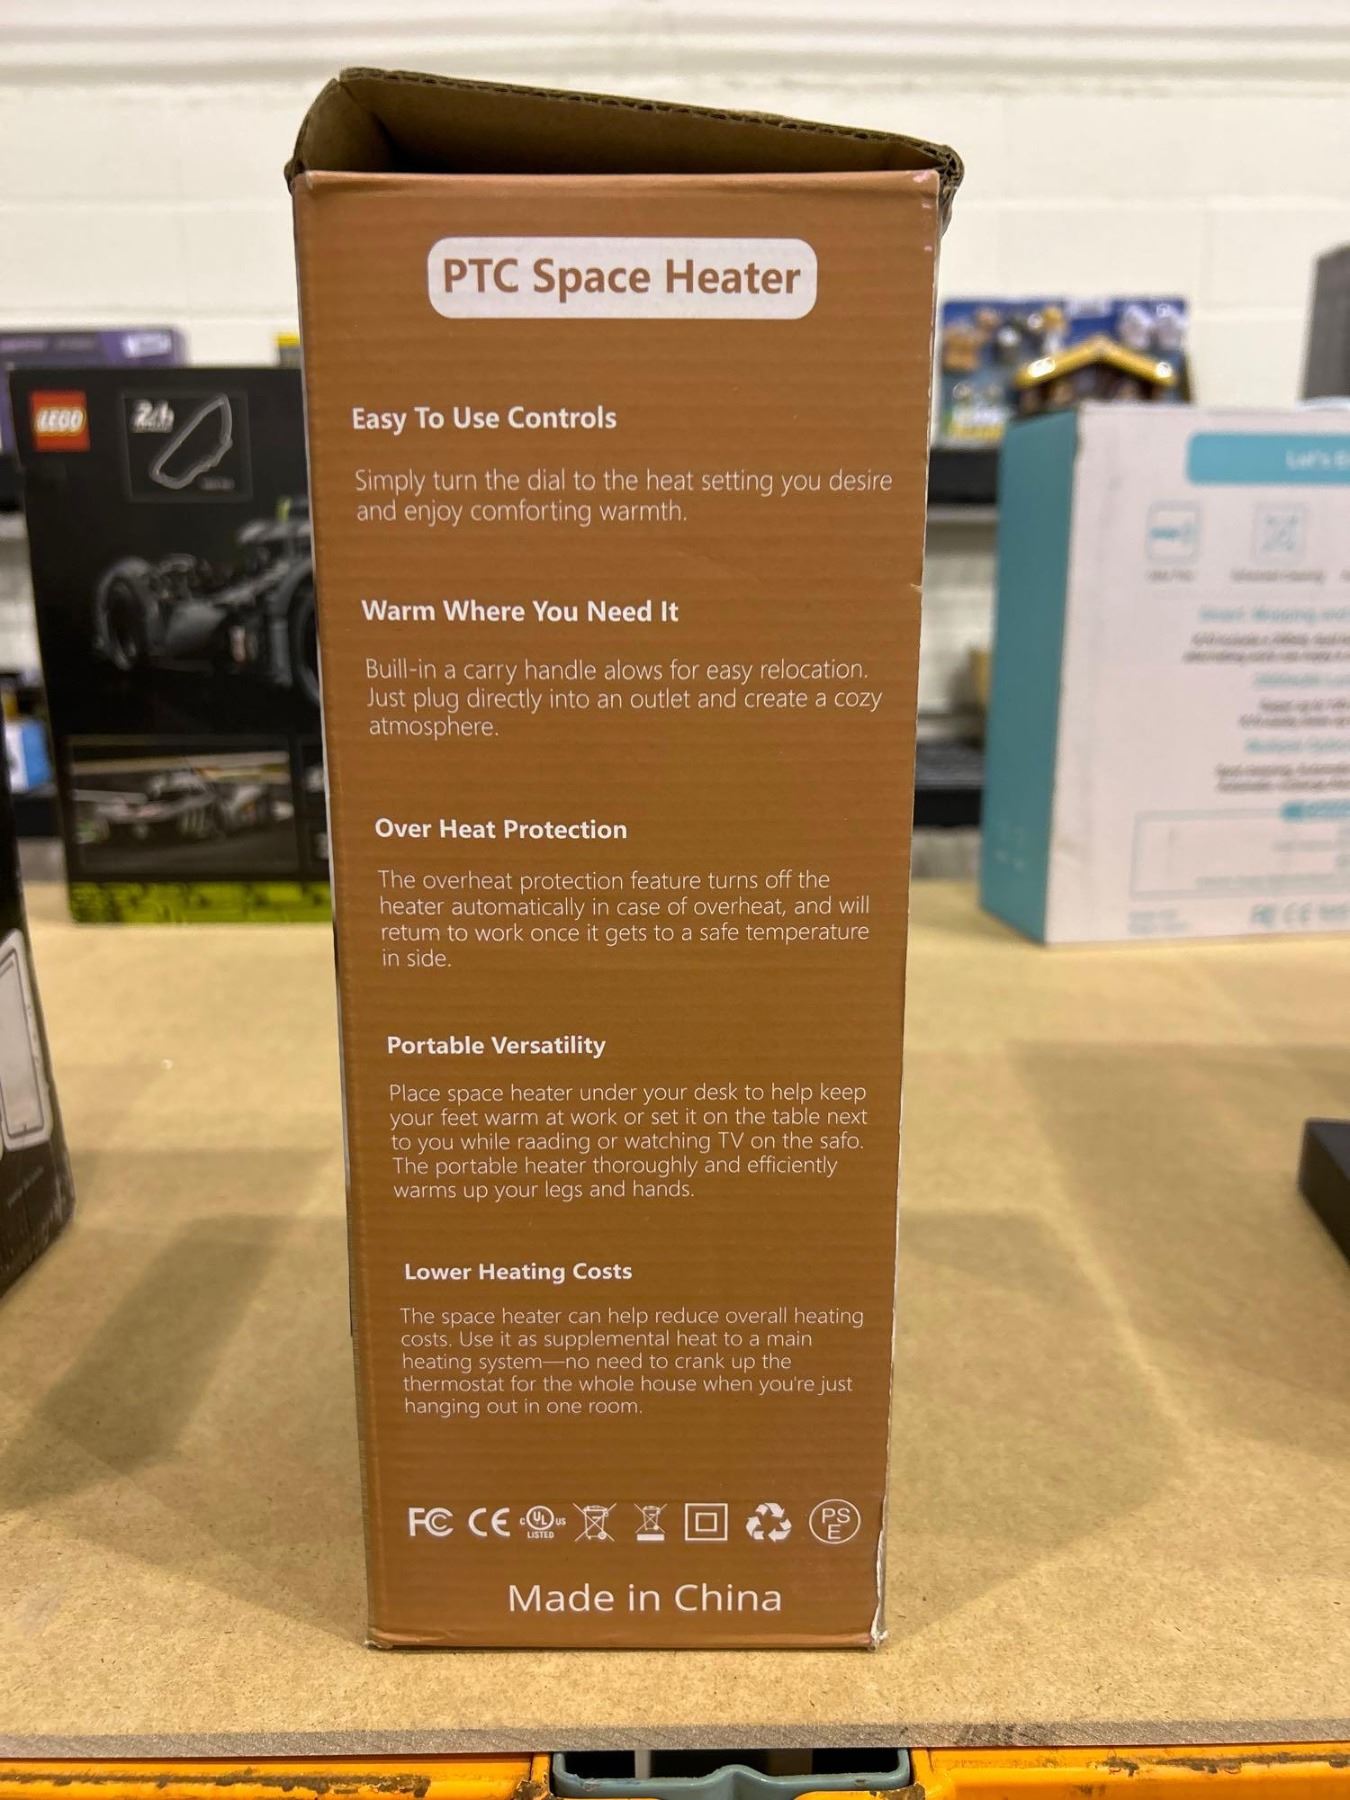 PTC Space Heater
Easy To Use Controls
Simply turn the dial to the heat setting you desire
and enjoy comforting warmth.
Warm Where You Need It
Buill-in a carry handle alows for easy relocation.
Just plug directly into an outlet and create a cozy
atmosphere.
Over Heat Protection
The overheat protection feature turns off the
heater automatically in case of overheat, and will
retum to work once it gets to a safe temperature
in side.
Portable Versatility
Place space heater under your desk to help keep
your feet warm at work or set it on the table next
to you while raading or watching TV on the safo.
The portable heater thoroughly and efficiently
warms up your legs and hands.
Lower Heating Costs
The space heater can help reduce overall heating
costs. Use it as supplemental heat to a main
heating system—no need to crank up the
thermostat for the whole house when you're just
hanging out in one room.
FC CE c UL us LISTED PS E
Made in China
LEGO
24
Let's